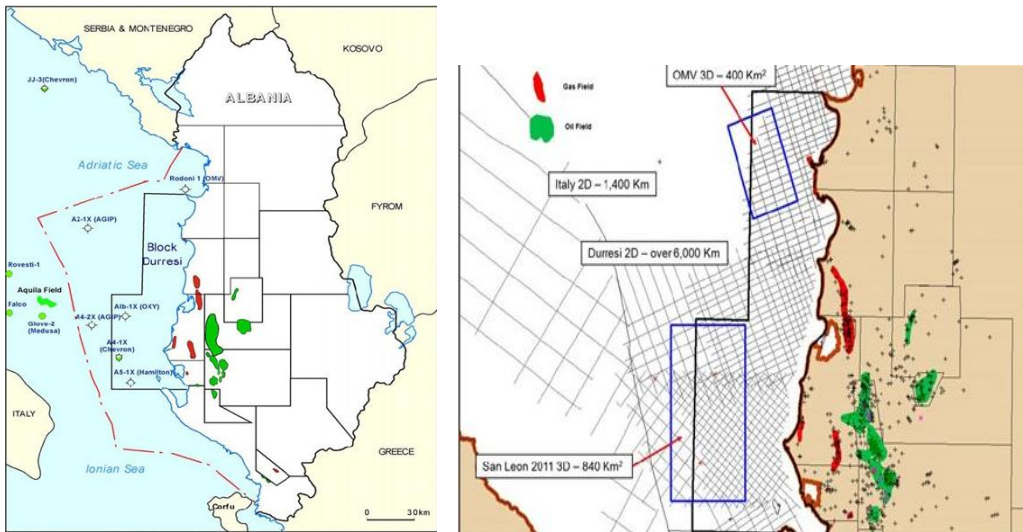 SERBIA & MONTENEGRO
KOSOVO
JJ-3(Chevron)
ALBANIA
Adriatic Sea
Rodoni 1 (OMV)
FYROM
A2-1X (AGIP)
Block
Durresi
Rovesti-1
Aquila Field
Falco
Giove-2
(Medusa)
Alb-1X (OXY)
A4-2X (AGIP)
A4-1X
(Chevron)
A5-1X (Hamilton)
ITALY
GREECE
Ionian Sea
Corfu
0 30km
OMV 3D – 400 Km²
Gas Field
Oil Field
Italy 2D – 1,400 Km
Durresi 2D – over 6,000 Km
San Leon 2011 3D – 840 Km²